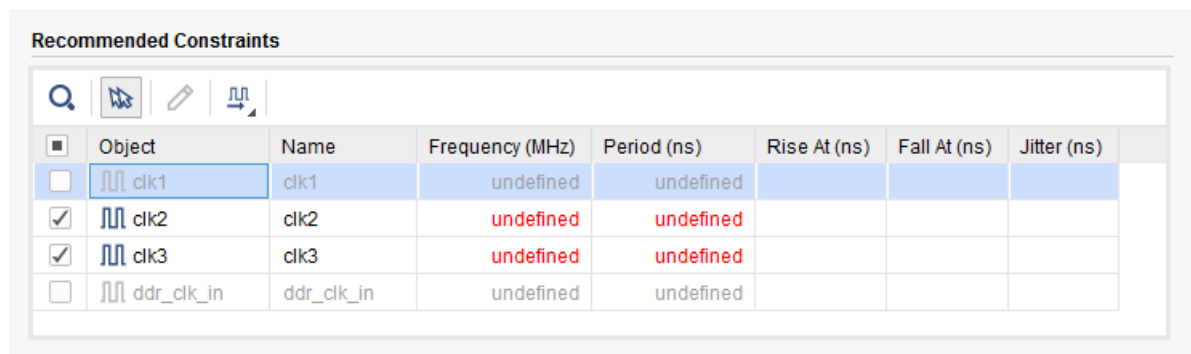 Recommended Constraints
Object Name Frequency (MHz) Period (ns) Rise At (ns) Fall At (ns) Jitter (ns)
clk1 clk1 undefined undefined
clk2 clk2 undefined undefined
clk3 clk3 undefined undefined
ddr_clk_in ddr_clk_in undefined undefined